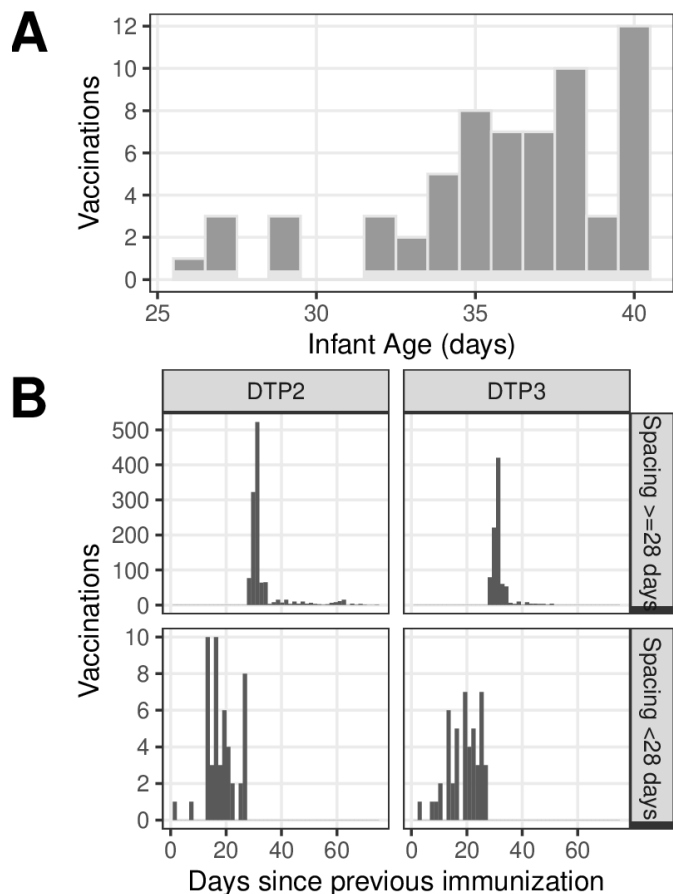 A
Vaccinations
12
10
8
6
4
2
0
25 30 35 40
Infant Age (days)
B
DTP2 DTP3
Vaccinations
500
400
300
200
100
0
Spacing >=28 days
10
8
6
4
2
0
Spacing <28 days
0 20 40 60 0 20 40 60
Days since previous immunization